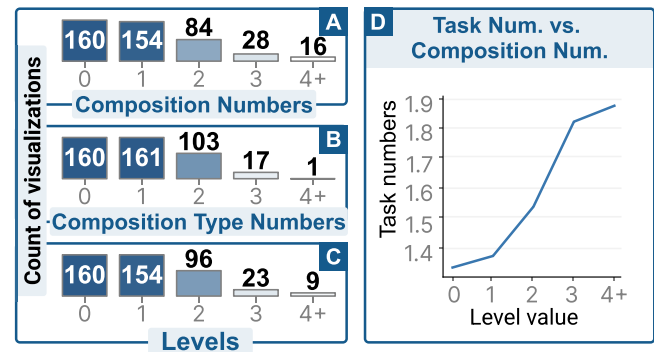 Count of visualizations
A
160 154 84 28 16
0 1 2 3 4+
Composition Numbers
B
160 161 103 17 1
0 1 2 3 4+
Composition Type Numbers
C
160 154 96 23 9
0 1 2 3 4+
Levels
D
Task Num. vs.
Composition Num.
Task numbers
1.9
1.8
1.7
1.6
1.5
1.4
0 1 2 3 4+
Level value